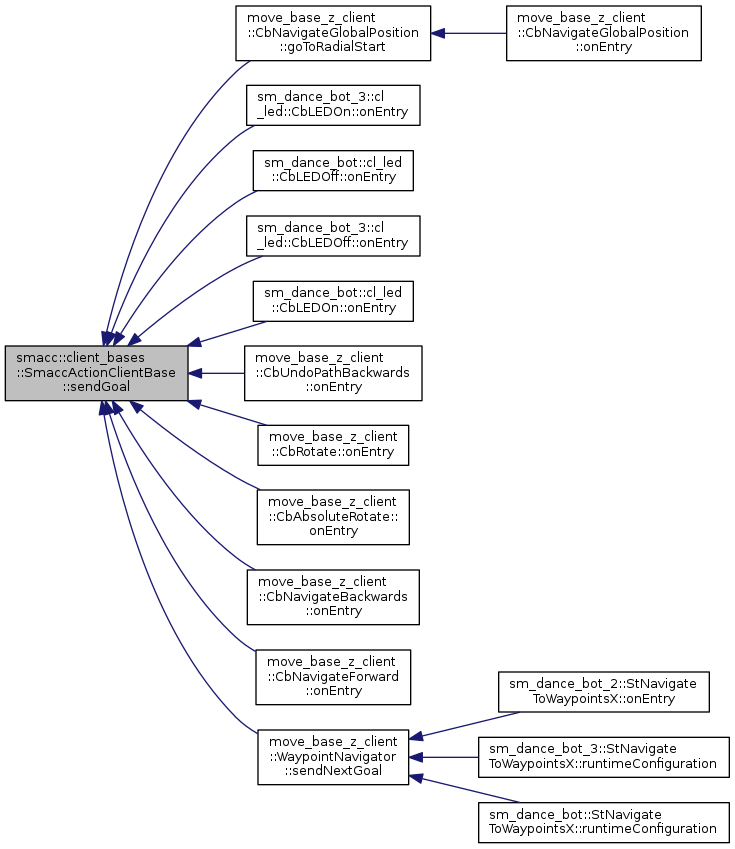 move_base_z_client
::CbNavigateGlobalPosition
::goToRadialStart
move_base_z_client
::CbNavigateGlobalPosition
::onEntry
sm_dance_bot_3::cl
_led::CbLEDOn::onEntry
sm_dance_bot::cl_led
::CbLEDOff::onEntry
sm_dance_bot_3::cl
_led::CbLEDOff::onEntry
sm_dance_bot::cl_led
::CbLEDOn::onEntry
smacc::client_bases
::SmaccActionClientBase
::sendGoal
move_base_z_client
::CbUndoPathBackwards
::onEntry
move_base_z_client
::CbRotate::onEntry
move_base_z_client
::CbAbsoluteRotate::
onEntry
move_base_z_client
::CbNavigateBackwards
::onEntry
move_base_z_client
::CbNavigateForward
::onEntry
move_base_z_client
::WaypointNavigator
::sendNextGoal
sm_dance_bot_2::StNavigate
ToWaypointsX::onEntry
sm_dance_bot_3::StNavigate
ToWaypointsX::runtimeConfiguration
sm_dance_bot::StNavigate
ToWaypointsX::runtimeConfiguration